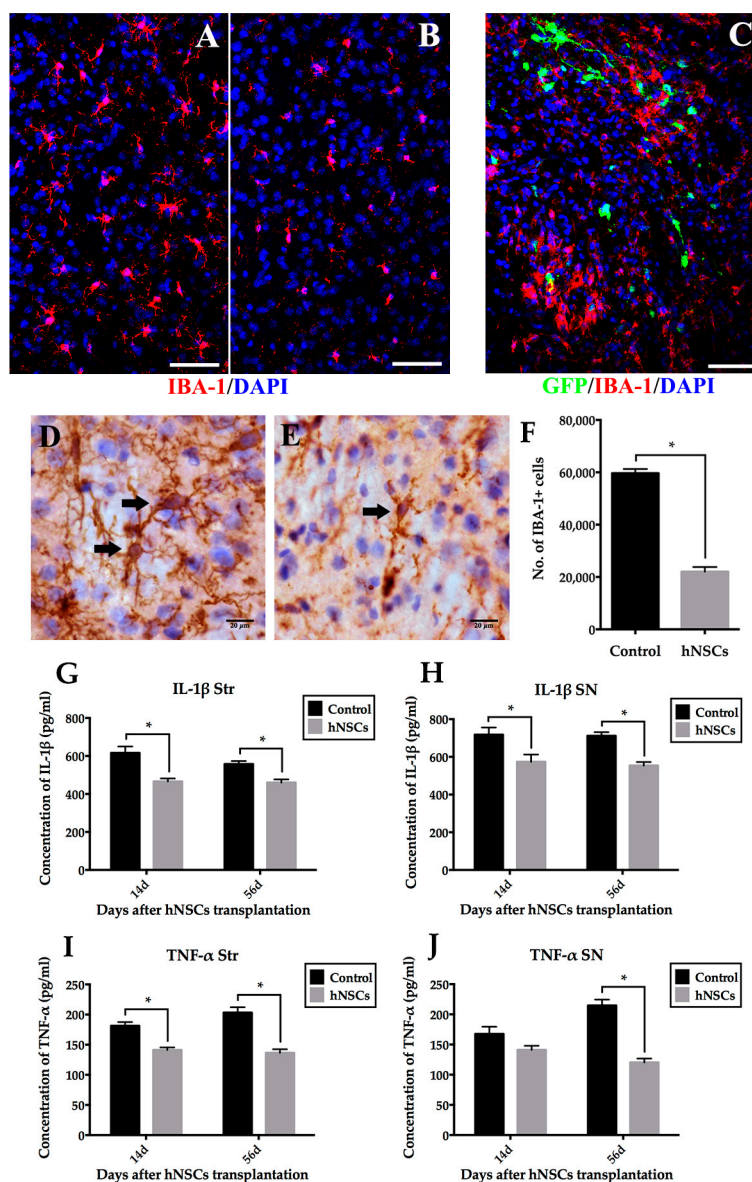 A
B
C
IBA-1/DAPI
GFP/IBA-1/DAPI
D
20 µm
E
20 µm
F
No. of IBA-1+ cells
80,000
60,000
40,000
20,000
0
*
Control
hNSCs
G
IL-1β Str
Control
hNSCs
Concentration of IL-1β (pg/ml)
800
600
400
200
0
*
*
14d
56d
Days after hNSCs transplantation
H
IL-1β SN
Control
hNSCs
Concentration of IL-1β (pg/ml)
800
600
400
200
0
*
*
14d
56d
Days after hNSCs transplantation
I
TNF-α Str
Control
hNSCs
Concentration of TNF-α (pg/ml)
250
200
150
100
50
0
*
*
14d
56d
Days after hNSCs transplantation
J
TNF-α SN
Control
hNSCs
Concentration of TNF-α (pg/ml)
250
200
150
100
50
0
*
14d
56d
Days after hNSCs transplantation